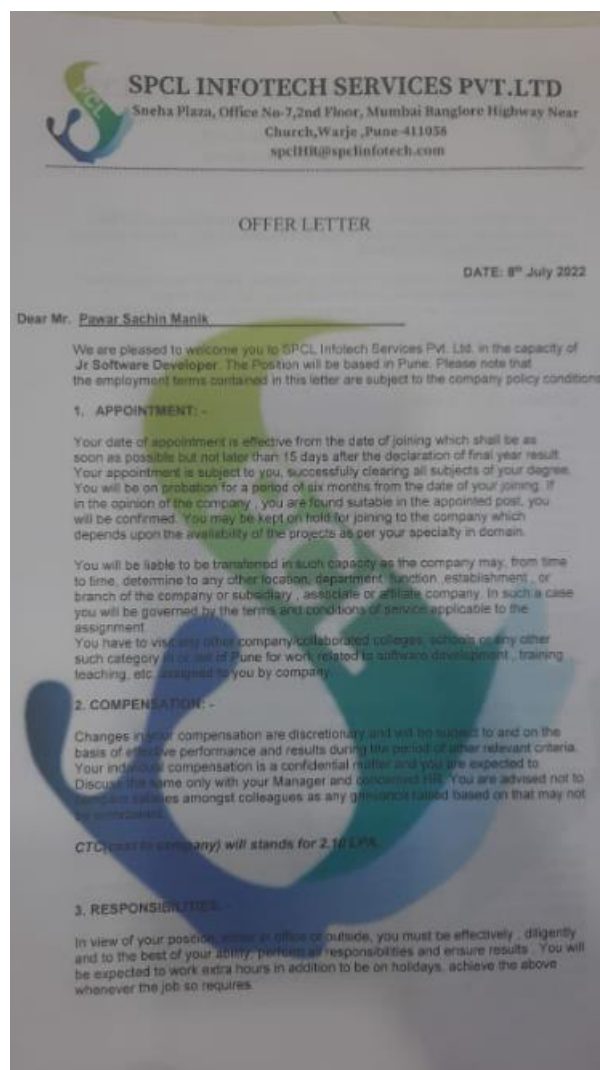 PCL
SPCL INFOTECH SERVICES PVT.LTD
Sneha Plaza, Office No-7,2nd Floor, Mumbai Banglore Highway Near
Church,Warje ,Pune-411058
spclHR@spclinfotech.com
OFFER LETTER
DATE: 8th July 2022
Dear Mr. Pawar Sachin Manik
We are pleased to welcome you to SPCL Infotech Services Pvt. Ltd. in the capacity of
Jr Software Developer. The Position will be based in Pune. Please note that
the employment terms contained in this letter are subject to the company policy conditions
1. APPOINTMENT: -
Your date of appointment is effective from the date of joining which shall be as
soon as possible but not later than 15 days after the declaration of final year result.
Your appointment is subject to you, successfully clearing all subjects of your degree.
You will be on probation for a period of six months from the date of your joining. If
in the opinion of the company , you are found suitable in the appointed post, you
will be confirmed. You may be kept on hold for joining to the company which
depends upon the availability of the projects as per your specialty in domain.
You will be liable to be transferred in such capacity as the company may, from time
to time, determine to any other location, department, function ,establishment , or
branch of the company or subsidiary , associate or affiliate company. In such a case
you will be governed by the terms and conditions of service applicable to the
assignment.
You have to visit any other company/collaborated colleges, schools or any other
such category in or out of Pune for work related to software development , training
teaching, etc. assigned to you by company.
2. COMPENSATION: -
Changes in your compensation are discretionary and will be subject to and on the
basis of effective performance and results during the period of other relevant criteria.
Your individual compensation is a confidential matter and you are expected to
Discuss the same only with your Manager and concerned HR. You are advised not to
compare salaries amongst colleagues as any grievance raised based on that may not
be
CTC(cost to company) will stands for 2.10 LPA.
3. RESPONSIBILITIES:
In view of your position, either in office or outside, you must be effectively , diligently
and to the best of your ability, perform all responsibilities and ensure results . You will
be expected to work extra hours in addition to be on holidays, achieve the above
whenever the job so requires.